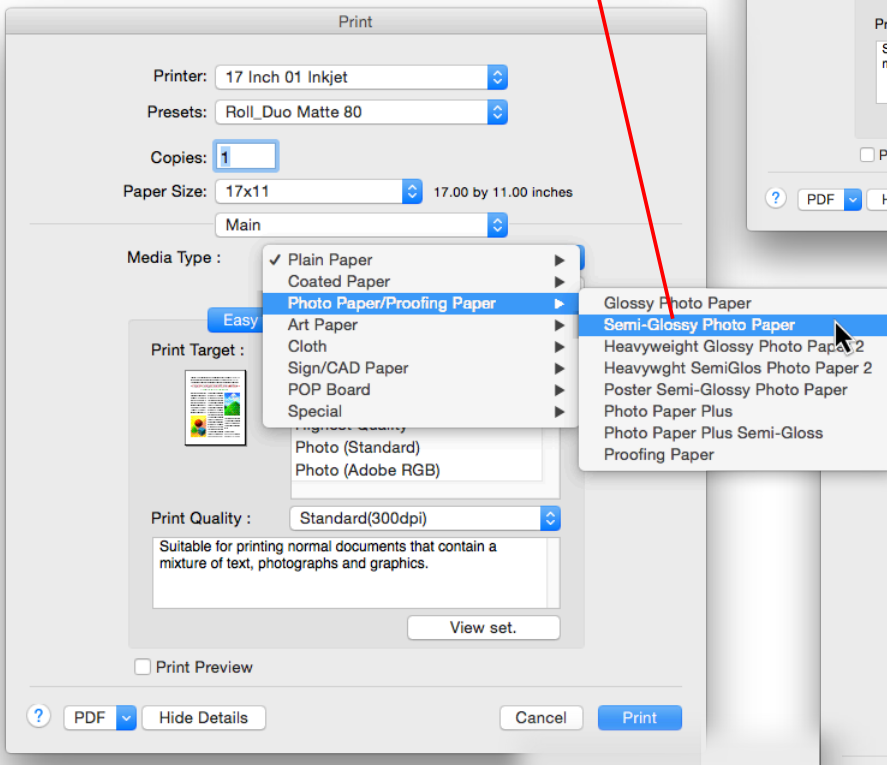 Print
Printer: 17 Inch 01 Inkjet
Presets: Roll_Duo Matte 80
Copies: 1
Paper Size: 17x11 17.00 by 11.00 inches
Main
Media Type :
✓ Plain Paper
Coated Paper
Photo Paper/Proofing Paper
Art Paper
Cloth
Sign/CAD Paper
POP Board
Special
Glossy Photo Paper
Semi-Glossy Photo Paper
Heavyweight Glossy Photo Paper 2
Heavywght SemiGlos Photo Paper 2
Poster Semi-Glossy Photo Paper
Photo Paper Plus
Photo Paper Plus Semi-Gloss
Proofing Paper
Easy
Print Target :
Highest Quality
Photo (Standard)
Photo (Adobe RGB)
Print Quality : Standard(300dpi)
Suitable for printing normal documents that contain a
mixture of text, photographs and graphics.
View set.
Print Preview
? PDF Hide Details Cancel Print
? PDF